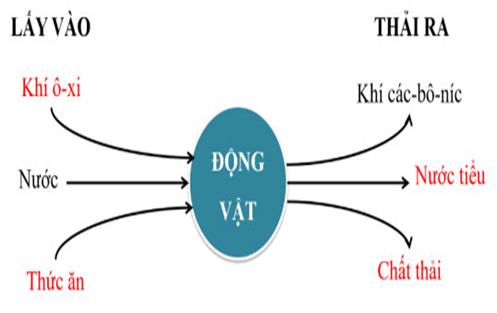 LẤY VÀO
THẢI RA
Khí ô-xi
Khí các-bô-níc
Nước
ĐỘNG
VẬT
Nước tiểu
Thức ăn
Chất thải